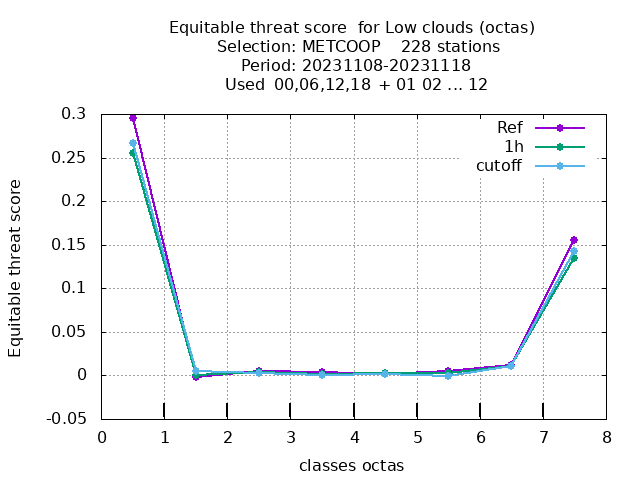 Equitable threat score  for Low clouds (octas)
Selection: METCOOP    228 stations
Period: 20231108-20231118
Used  00,06,12,18 + 01 02 ... 12
Ref
1h
cutoff
Equitable threat score
0.3
0.25
0.2
0.15
0.1
0.05
0
-0.05
0 1 2 3 4 5 6 7 8
classes octas